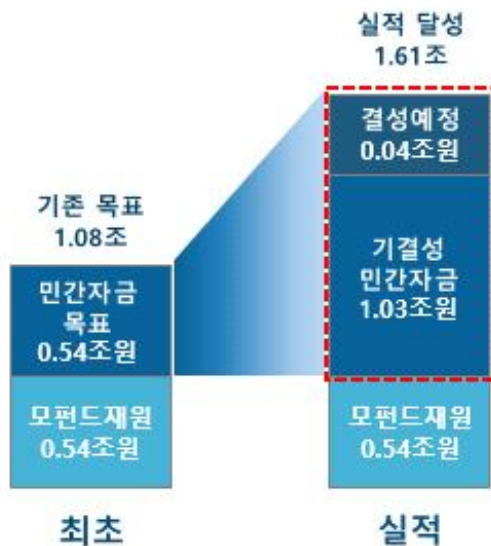 기존 목표
1.08조
민간자금
목표
0.54조원
모펀드재원
0.54조원
최초
실적 달성
1.61조
결성예정
0.04조원
기결성
민간자금
1.03조원
모펀드재원
0.54조원
실적